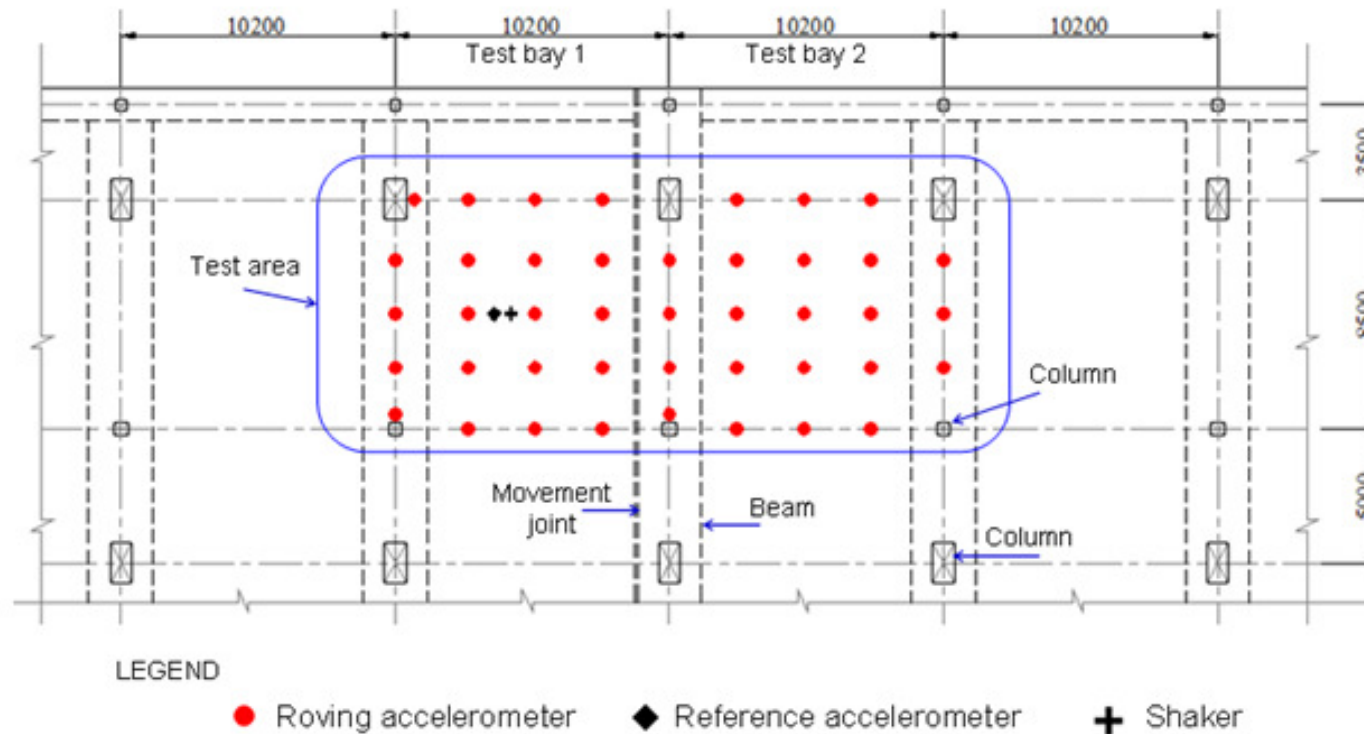 10200 10200 10200 10200
Test bay 1 Test bay 2
Test area
Column
Movement
joint
Beam
Column
LEGEND
Roving accelerometer Reference accelerometer Shaker